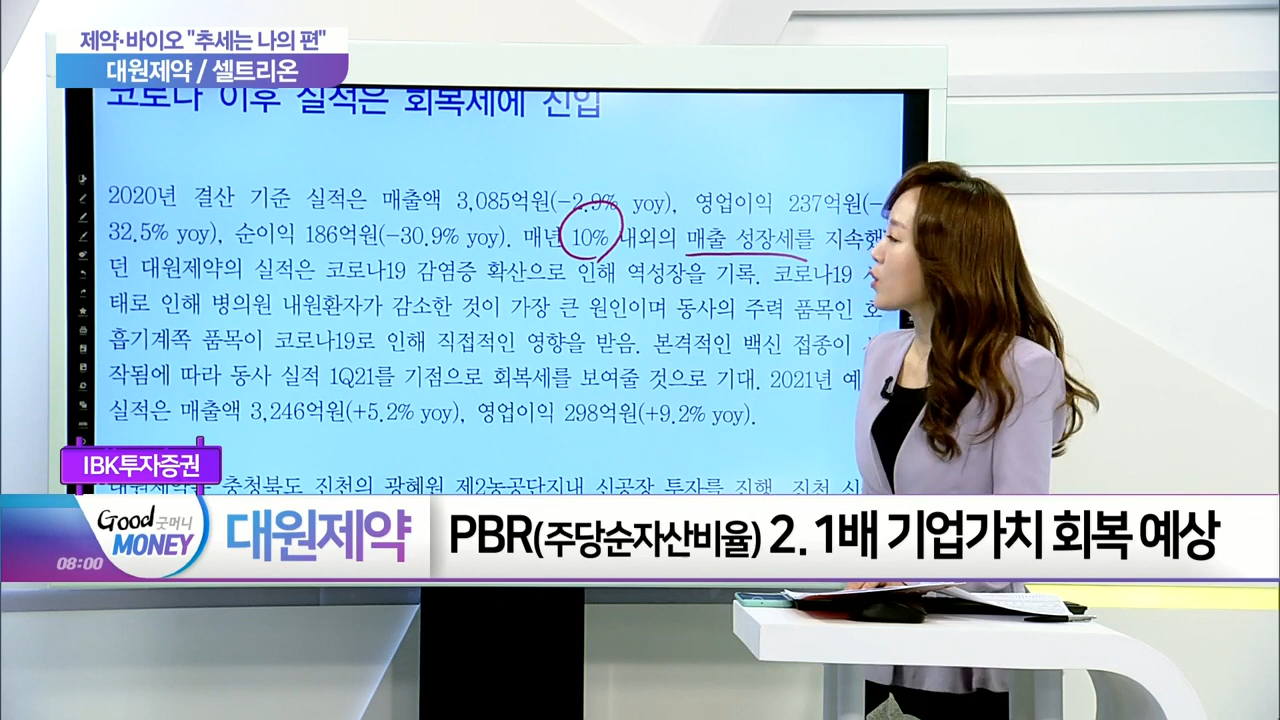 제약·바이오 "추세는 나의 편"
대원제약 / 셀트리온
코로나 이후 실적은 회복세에 진입
2020년 결산 기준 실적은 매출액 3,085억원(-2.9% yoy), 영업이익 237억원(-
32.5% yoy), 순이익 186억원(-30.9% yoy). 매년 10% 내외의 매출 성장세를 지속했
던 대원제약의 실적은 코로나19 감염증 확산으로 인해 역성장을 기록. 코로나19
태로 인해 병의원 내원환자가 감소한 것이 가장 큰 원인이며 동사의 주력 품목인 호
흡기계쪽 품목이 코로나19로 인해 직접적인 영향을 받음. 본격적인 백신 접종이
작됨에 따라 동사 실적 1Q21를 기점으로 회복세를 보여줄 것으로 기대. 2021년 예
실적은 매출액 3,246억원(+5.2% yoy), 영업이익 298억원(+9.2% yoy).
IBK투자증권
충청북도 진천의 광혜원 제2농공단지내 신공장 투자를 진행. 진천
Good 굿머니
MONEY
08:00
대원제약
PBR(주당순자산비율) 2.1배 기업가치 회복 예상